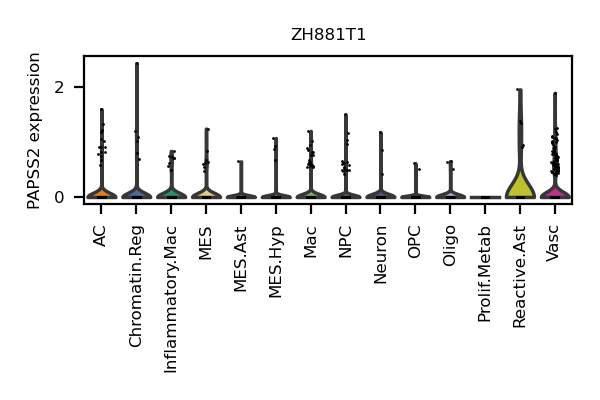 ZH881T1
PAPSS2 expression
2
0
AC
Chromatin.Reg
Inflammatory.Mac
MES
MES.Ast
MES.Hyp
Mac
NPC
Neuron
OPC
Oligo
Prolif.Metab
Reactive.Ast
Vasc